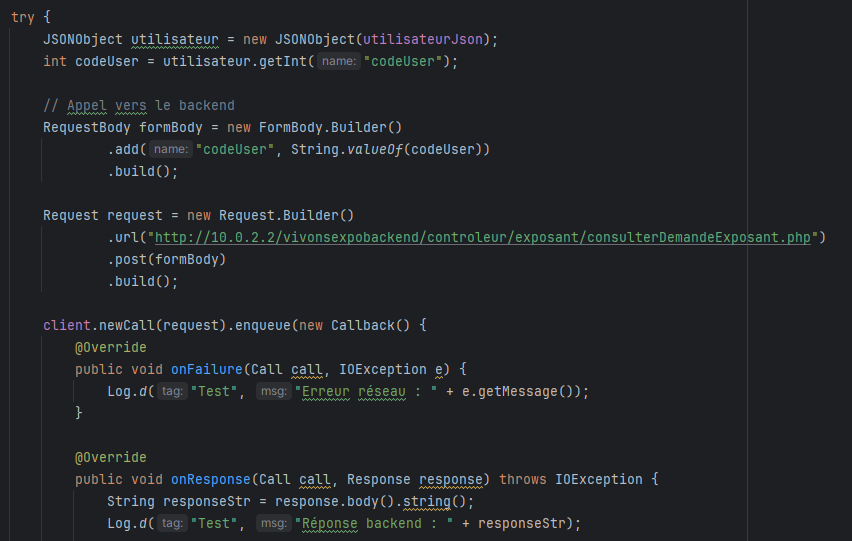 try {
JSONObject utilisateur = new JSONObject(utilisateurJson);
int codeUser = utilisateur.getInt( name: "codeUser");
// Appel vers le backend
RequestBody formBody = new FormBody.Builder()
.add( name: "codeUser", String.valueOf(codeUser))
.build();
Request request = new Request.Builder()
.url("http://10.0.2.2/vivonsexpobackend/controleur/exposant/consulterDemandeExposant.php")
.post(formBody)
.build();
client.newCall(request).enqueue(new Callback() {
@Override
public void onFailure(Call call, IOException e) {
Log.d( tag: "Test", msg: "Erreur réseau : " + e.getMessage());
}
@Override
public void onResponse(Call call, Response response) throws IOException {
String responseStr = response.body().string();
Log.d( tag: "Test", msg: "Réponse backend : " + responseStr);